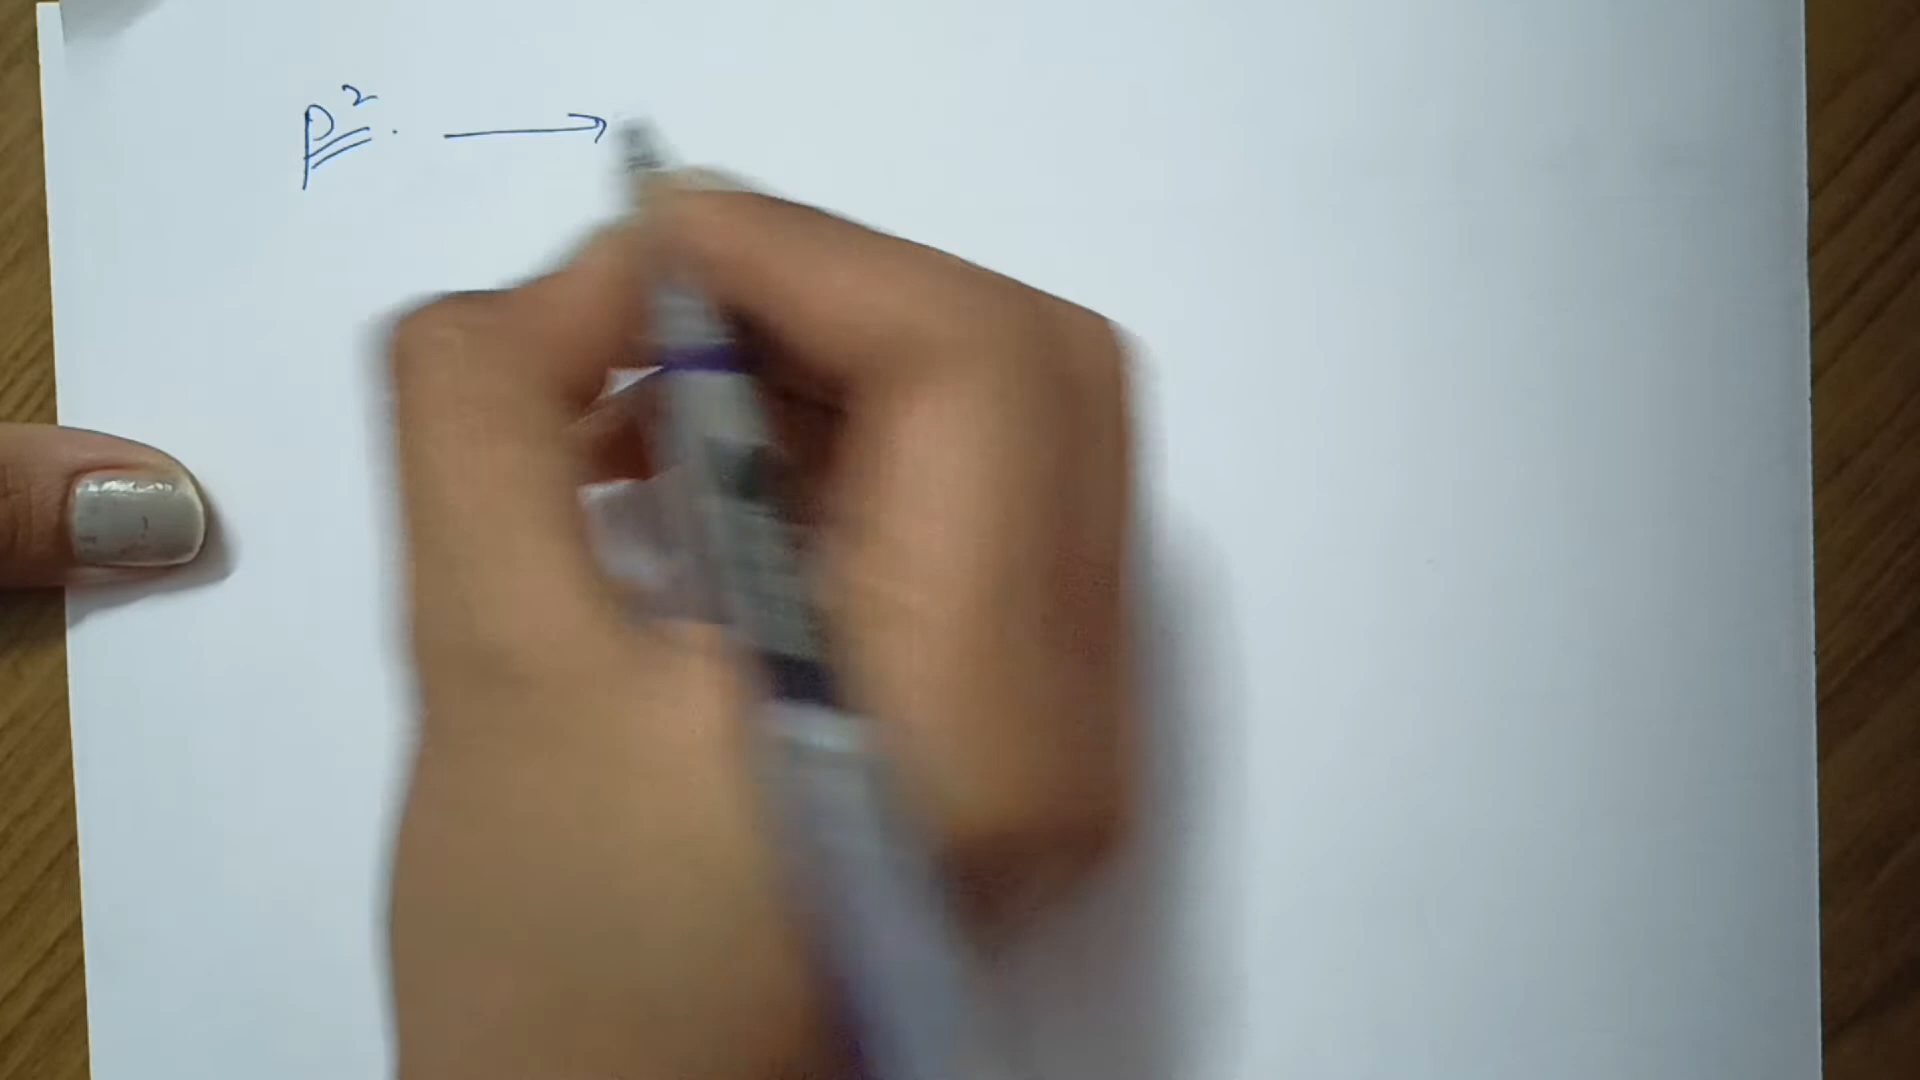 p². →